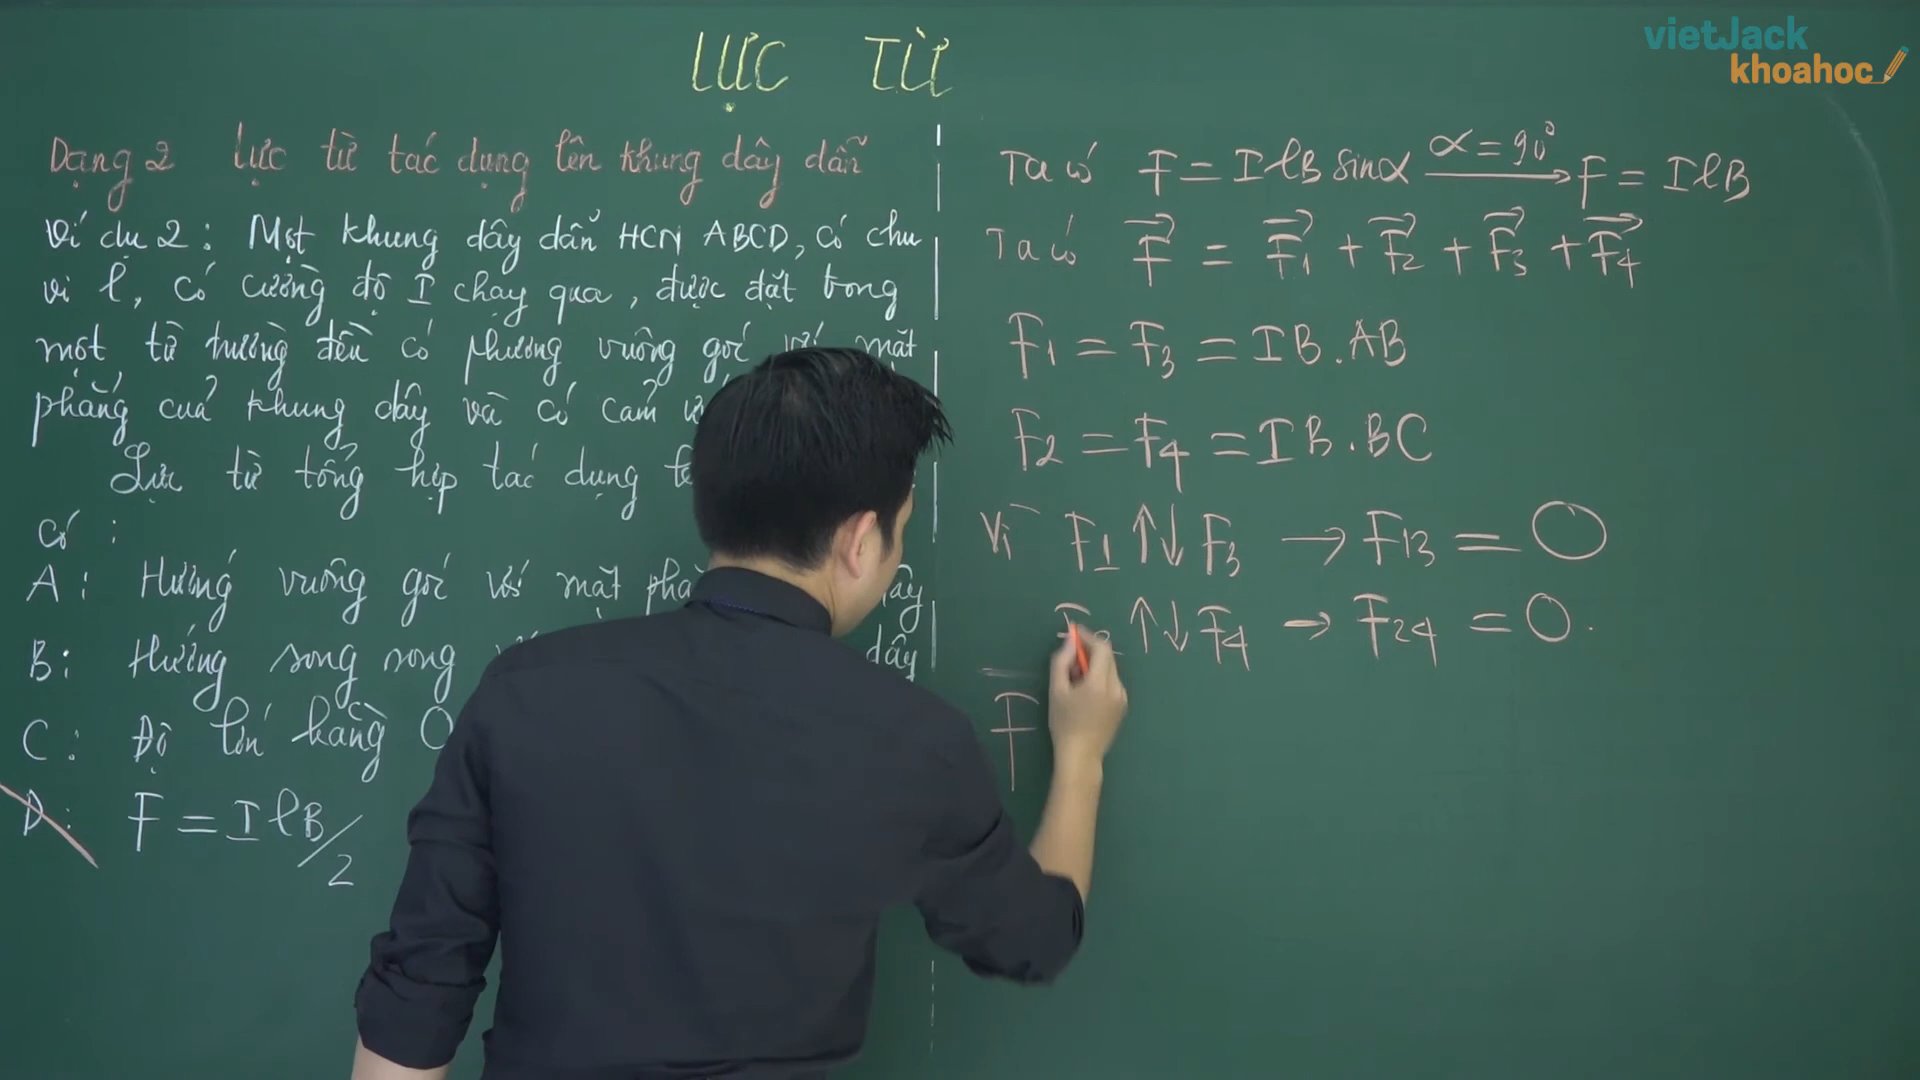 vietJack
khoahoc
LỰC TỪ
Dạng 2 Lực từ tác dụng lên khung dây dẫn
Ví dụ 2: Một khung dây dẫn HCN ABCD, có chu
vi l, có cường độ I chạy qua, được đặt trong
một từ trường đều có phương vuông góc với mặt
phẳng của khung dây và có cảm
Lực từ tổng hợp tác dụng
có :
A: Hướng vuông góc với mặt dây
B: Hướng song song dây
C: Độ lớn bằng 0
D: F = IlB/2
Ta có F = IlB sinα α = 90° → F = IlB
Ta có F⃗ = F⃗1 + F⃗2 + F⃗3 + F⃗4
F1 = F3 = IB.AB
F2 = F4 = IB.BC
Vì F1 ↑↓ F3 → F13 = 0
F2 ↑↓ F4 → F24 = 0.
F